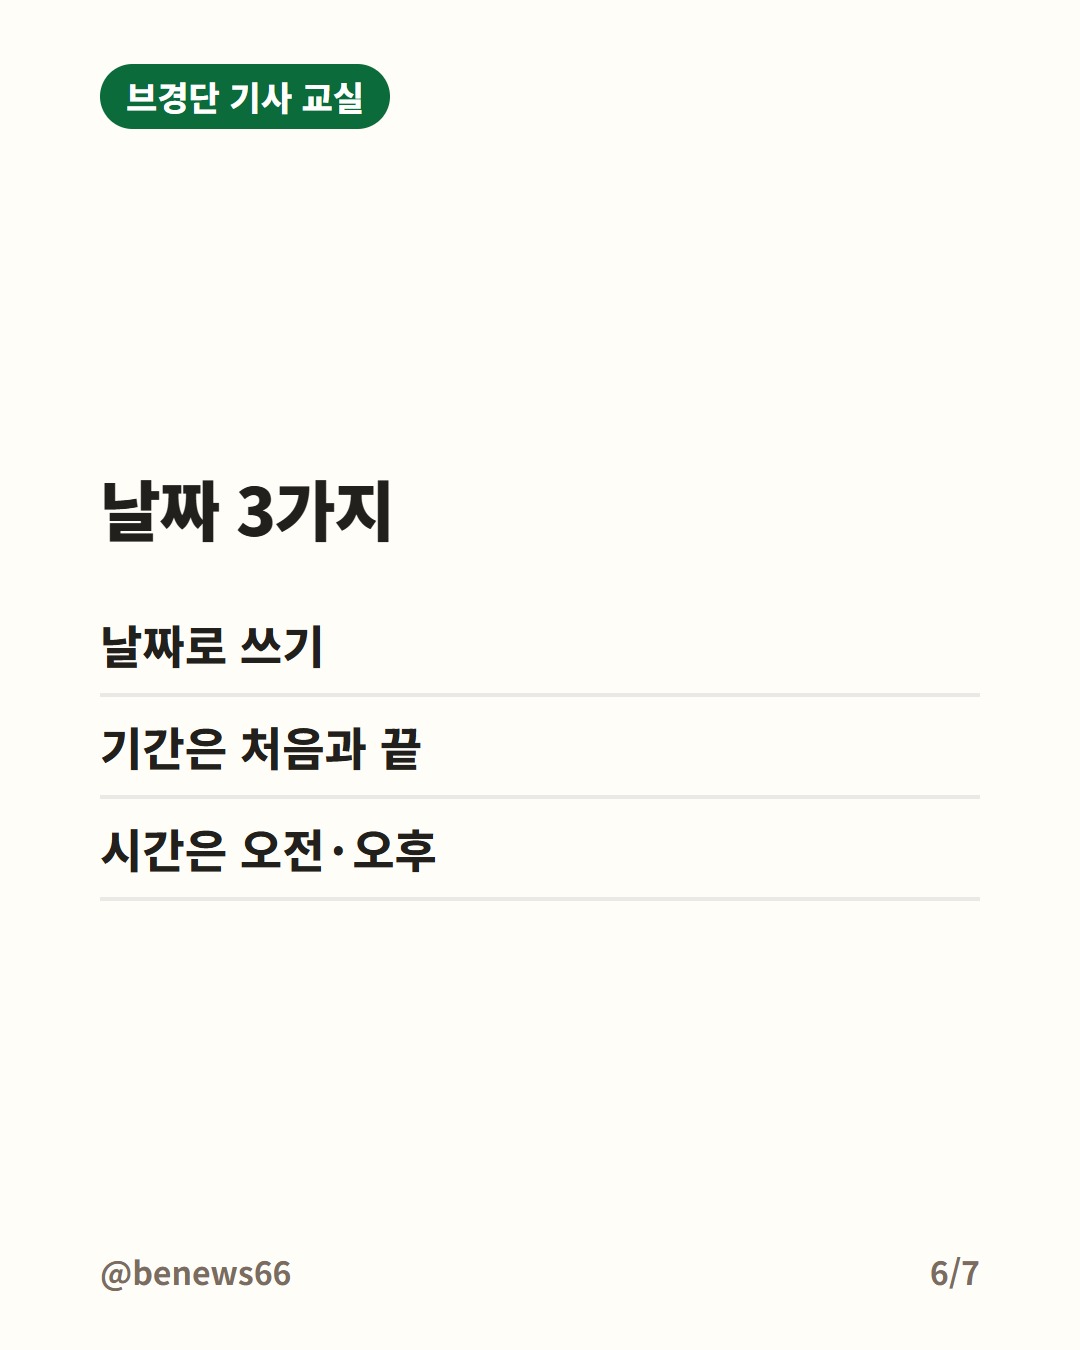 브경단 기사 교실
날짜 3가지
날짜로 쓰기
기간은 처음과 끝
시간은 오전·오후
@benews66
6/7